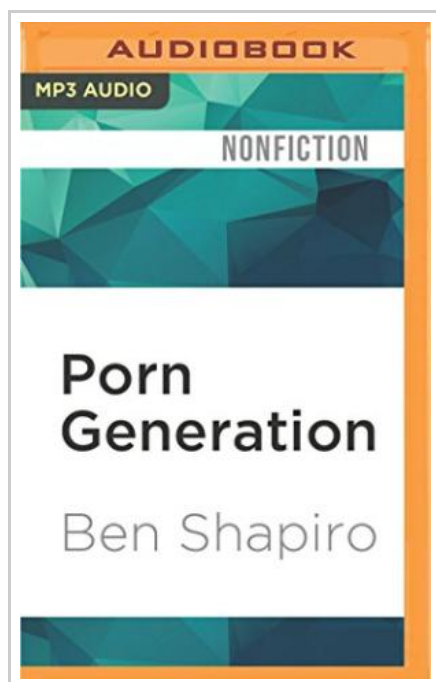 AUDIOBOOK
MP3 AUDIO
NONFICTION
Porn
Generation
Ben Shapiro